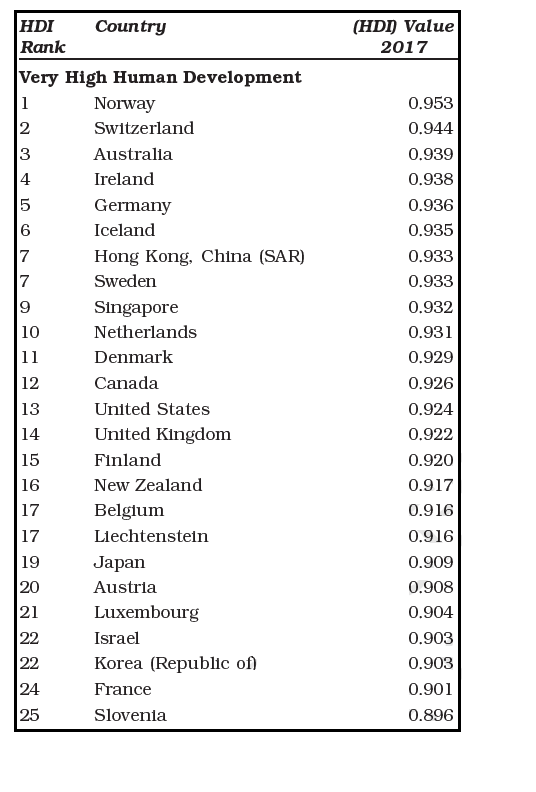 HDI Country (HDI) Value
Rank 2017
Very High Human Development
1 Norway 0.953
2 Switzerland 0.944
3 Australia 0.939
4 Ireland 0.938
5 Germany 0.936
6 Iceland 0.935
7 Hong Kong, China (SAR) 0.933
7 Sweden 0.933
9 Singapore 0.932
10 Netherlands 0.931
11 Denmark 0.929
12 Canada 0.926
13 United States 0.924
14 United Kingdom 0.922
15 Finland 0.920
16 New Zealand 0.917
17 Belgium 0.916
17 Liechtenstein 0.916
19 Japan 0.909
20 Austria 0.908
21 Luxembourg 0.904
22 Israel 0.903
22 Korea (Republic of) 0.903
24 France 0.901
25 Slovenia 0.896